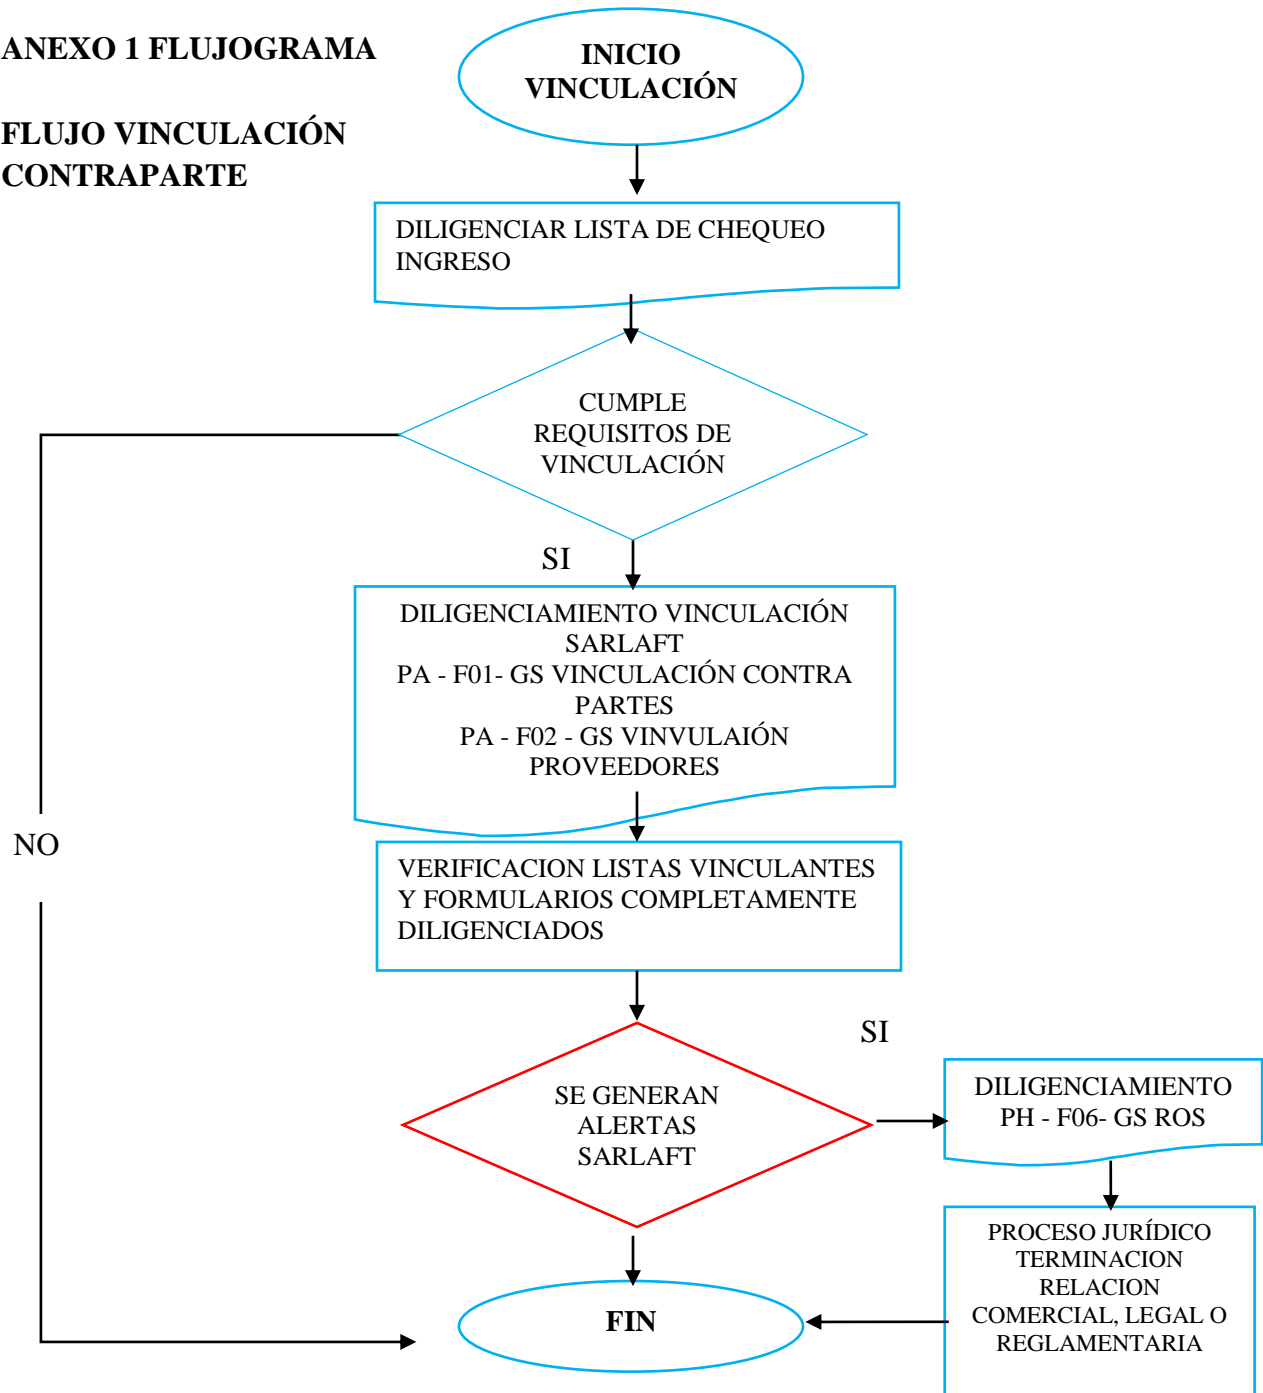 ANEXO 1 FLUJOGRAMA
FLUJO VINCULACIÓN
CONTRAPARTE
INICIO
VINCULACIÓN
DILIGENCIAR LISTA DE CHEQUEO
INGRESO
CUMPLE
REQUISITOS DE
VINCULACIÓN
SI
DILIGENCIAMIENTO VINCULACIÓN
SARLAFT
PA - F01- GS VINCULACIÓN CONTRA
PARTES
PA - F02 - GS VINVULAIÓN
PROVEEDORES
NO
VERIFICACION LISTAS VINCULANTES
Y FORMULARIOS COMPLETAMENTE
DILIGENCIADOS
SE GENERAN
ALERTAS
SARLAFT
SI
DILIGENCIAMIENTO
PH - F06- GS ROS
PROCESO JURÍDICO
TERMINACION
RELACION
COMERCIAL, LEGAL O
REGLAMENTARIA
FIN